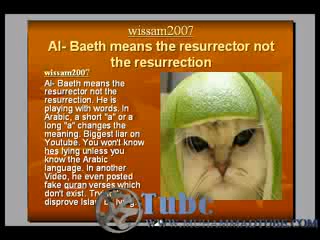 wissam2007
Al- Baeth means the resurrector not
the resurrection
wissam2007
Al- Baeth means the
resurrector not the
resurrection. He is
playing with words. In
Arabic, a short "a" or a
long "a" changes the
meaning. Biggest liar on
Youtube. You won't know
hes lying unless you
know the Arabic
language. In another
Video, he even posted
fake quran verses which
don't exist.
disprove Islam
Tube